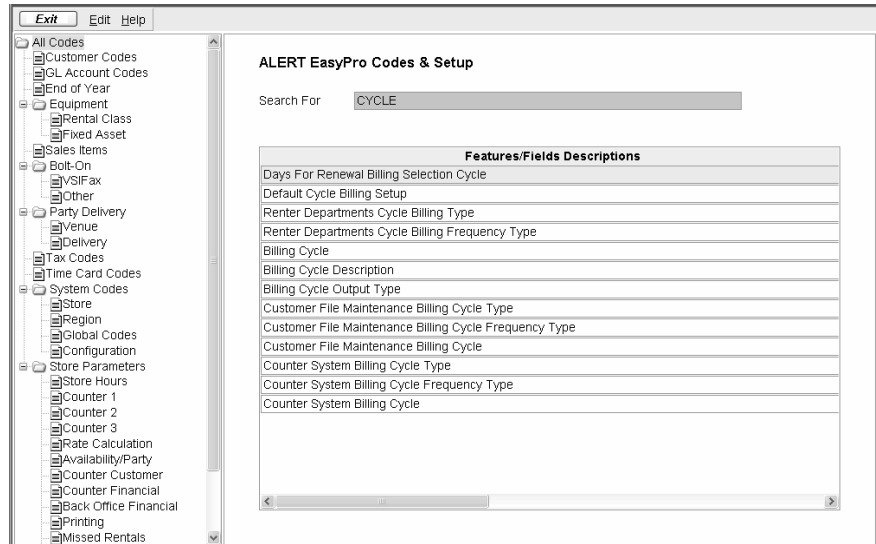 Exit Edit Help
All Codes
Customer Codes
GL Account Codes
End of Year
Equipment
Rental Class
Fixed Asset
Sales Items
Bolt-On
VSIFax
Other
Party Delivery
Venue
Delivery
Tax Codes
Time Card Codes
System Codes
Store
Region
Global Codes
Configuration
Store Parameters
Store Hours
Counter 1
Counter 2
Counter 3
Rate Calculation
Availability/Party
Counter Customer
Counter Financial
Back Office Financial
Printing
Missed Rentals
ALERT EasyPro Codes & Setup
Search For CYCLE
Features/Fields Descriptions
Days For Renewal Billing Selection Cycle
Default Cycle Billing Setup
Renter Departments Cycle Billing Type
Renter Departments Cycle Billing Frequency Type
Billing Cycle
Billing Cycle Description
Billing Cycle Output Type
Customer File Maintenance Billing Cycle Type
Customer File Maintenance Billing Cycle Frequency Type
Customer File Maintenance Billing Cycle
Counter System Billing Cycle Type
Counter System Billing Cycle Frequency Type
Counter System Billing Cycle